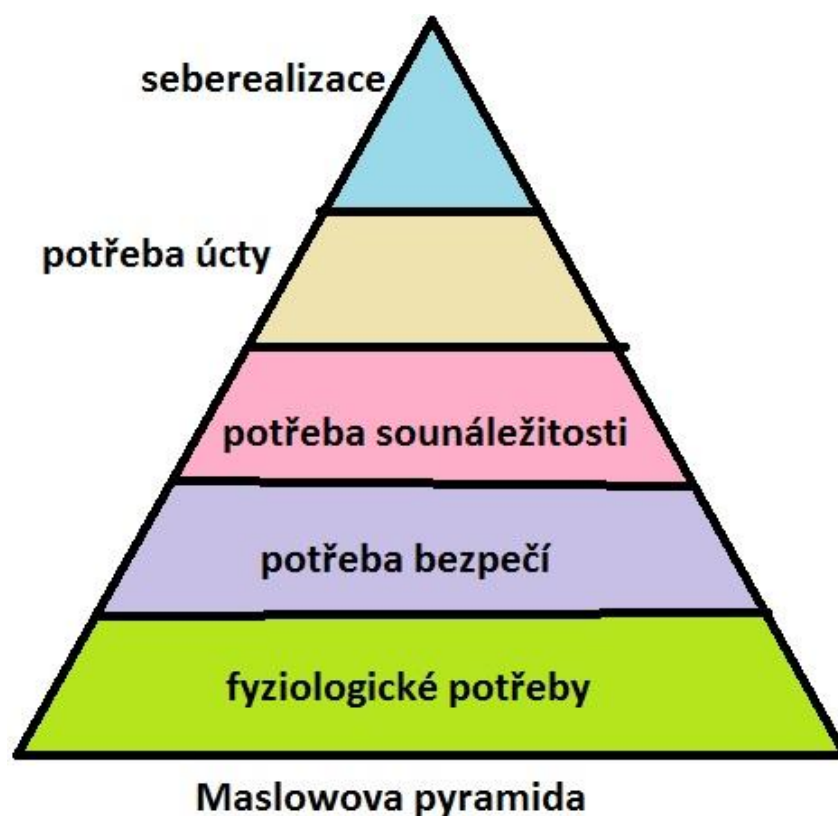 seberealizace
potřeba úcty
potřeba sounáležitosti
potřeba bezpečí
fyziologické potřeby
Maslowova pyramida